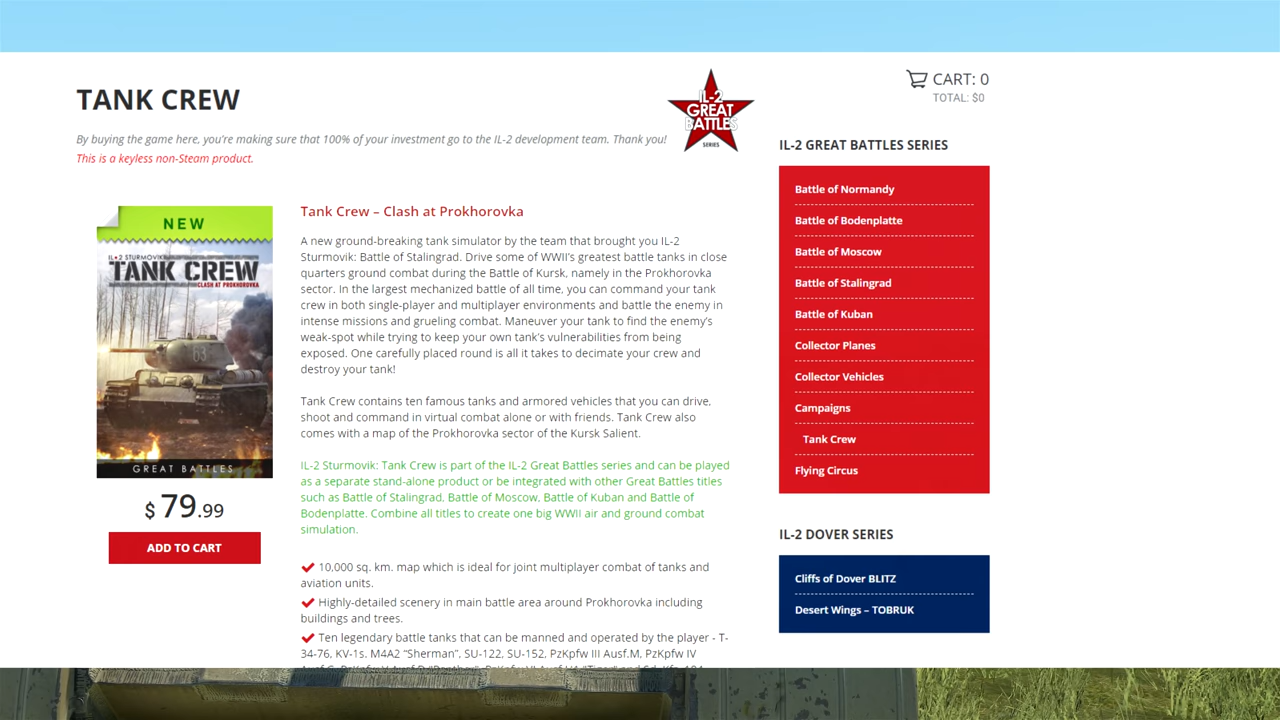 TANK CREW
By buying the game here, you're making sure that 100% of your investment go to the IL-2 development team. Thank you!
This is a keyless non-Steam product.
IL-2
GREAT
BATTLES
SERIES
CART: 0
TOTAL: $0
NEW
IL★2 STURMOVIK
TANK CREW
CLASH AT PROKHOROVKA
63
GREAT BATTLES
$ 79.99
ADD TO CART
Tank Crew – Clash at Prokhorovka
A new ground-breaking tank simulator by the team that brought you IL-2
Sturmovik: Battle of Stalingrad. Drive some of WWII's greatest battle tanks in close
quarters ground combat during the Battle of Kursk, namely in the Prokhorovka
sector. In the largest mechanized battle of all time, you can command your tank
crew in both single-player and multiplayer environments and battle the enemy in
intense missions and grueling combat. Maneuver your tank to find the enemy's
weak-spot while trying to keep your own tank's vulnerabilities from being
exposed. One carefully placed round is all it takes to decimate your crew and
destroy your tank!
Tank Crew contains ten famous tanks and armored vehicles that you can drive,
shoot and command in virtual combat alone or with friends. Tank Crew also
comes with a map of the Prokhorovka sector of the Kursk Salient.
IL-2 Sturmovik: Tank Crew is part of the IL-2 Great Battles series and can be played
as a separate stand-alone product or be integrated with other Great Battles titles
such as Battle of Stalingrad, Battle of Moscow, Battle of Kuban and Battle of
Bodenplatte. Combine all titles to create one big WWII air and ground combat
simulation.
10,000 sq. km. map which is ideal for joint multiplayer combat of tanks and
aviation units.
Highly-detailed scenery in main battle area around Prokhorovka including
buildings and trees.
Ten legendary battle tanks that can be manned and operated by the player - T-
34-76, KV-1s, M4A2 "Sherman", SU-122, SU-152, PzKpfw III Ausf.M, PzKpfw IV
IL-2 GREAT BATTLES SERIES
Battle of Normandy
Battle of Bodenplatte
Battle of Moscow
Battle of Stalingrad
Battle of Kuban
Collector Planes
Collector Vehicles
Campaigns
Tank Crew
Flying Circus
IL-2 DOVER SERIES
Cliffs of Dover BLITZ
Desert Wings – TOBRUK